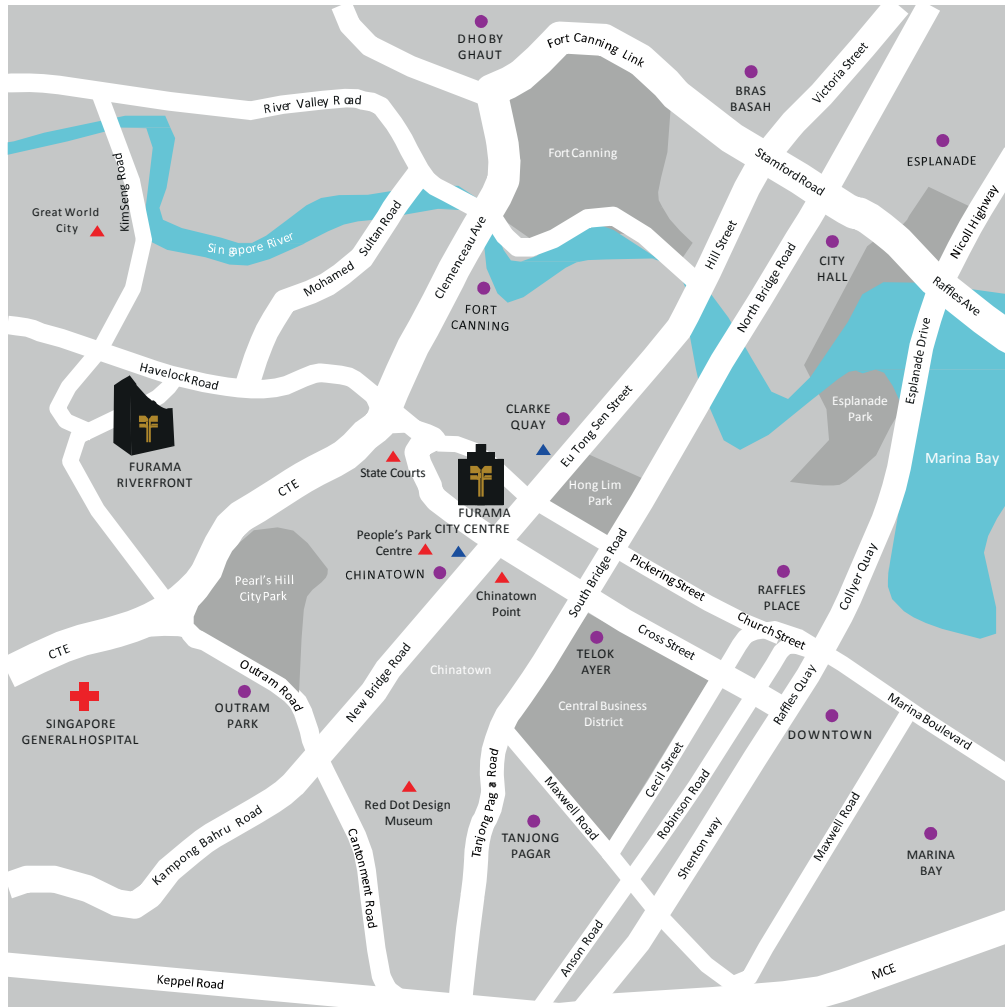 DHOBY
GHAUT
Fort Canning Link
Victoria Street
BRAS
BASAH
River Valley Road
Fort Canning
Stamford Road
ESPLANADE
Kim Seng Road
Great World
City
Singapore River
Mohamed Sultan Road
Clemenceau Ave
Hill Street
North Bridge Road
CITY
HALL
Nicoll Highway
Raffles Ave
FORT
CANNING
Havelock Road
Esplanade Drive
Esplanade
Park
CLARKE
QUAY
Eu Tong Sen Street
Marina Bay
FURAMA
RIVERFRONT
State Courts
CTE
Hong Lim
Park
FURAMA
CITY CENTRE
People's Park
Centre
CHINATOWN
Pearl's Hill
City Park
Chinatown
Point
South Bridge Road
Pickering Street
RAFFLES
PLACE
Collyer Quay
Church Street
Cross Street
TELOK
AYER
CTE
Outram Road
New Bridge Road
Chinatown
Raffles Quay
OUTRAM
PARK
Central Business
District
DOWNTOWN
Marina Boulevard
SINGAPORE
GENERAL HOSPITAL
Tanjong Pagar Road
Cecil Street
Robinson Road
Maxwell Road
Red Dot Design
Museum
TANJONG
PAGAR
Shenton way
Maxwell Road
MARINA
BAY
Kampong Bahru Road
Cantonment Road
Anson Road
Keppel Road
MCE